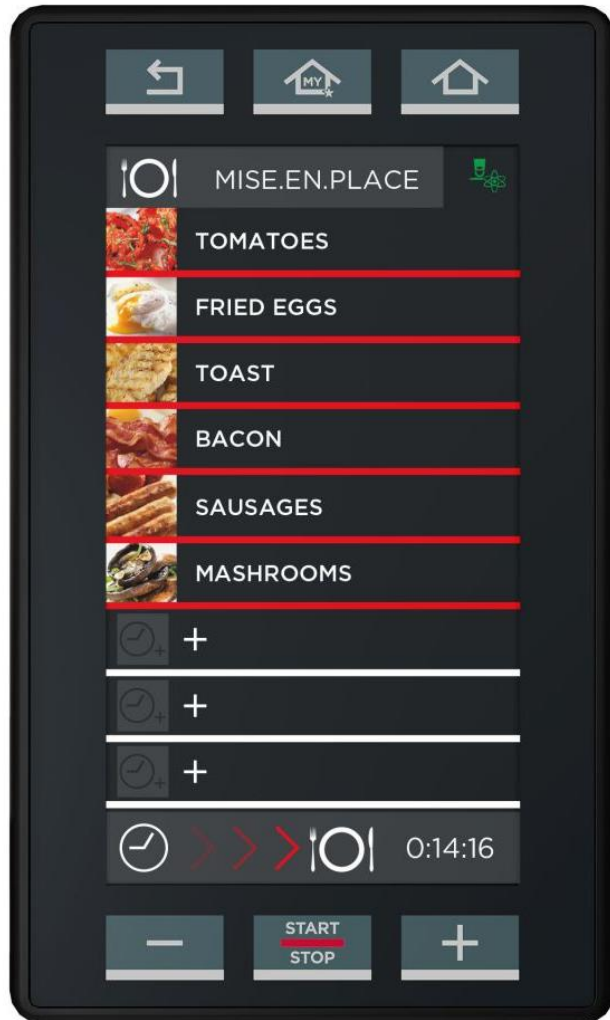 MY
MISE.EN.PLACE
TOMATOES
FRIED EGGS
TOAST
BACON
SAUSAGES
MASHROOMS
+
+
+
0:14:16
START
STOP